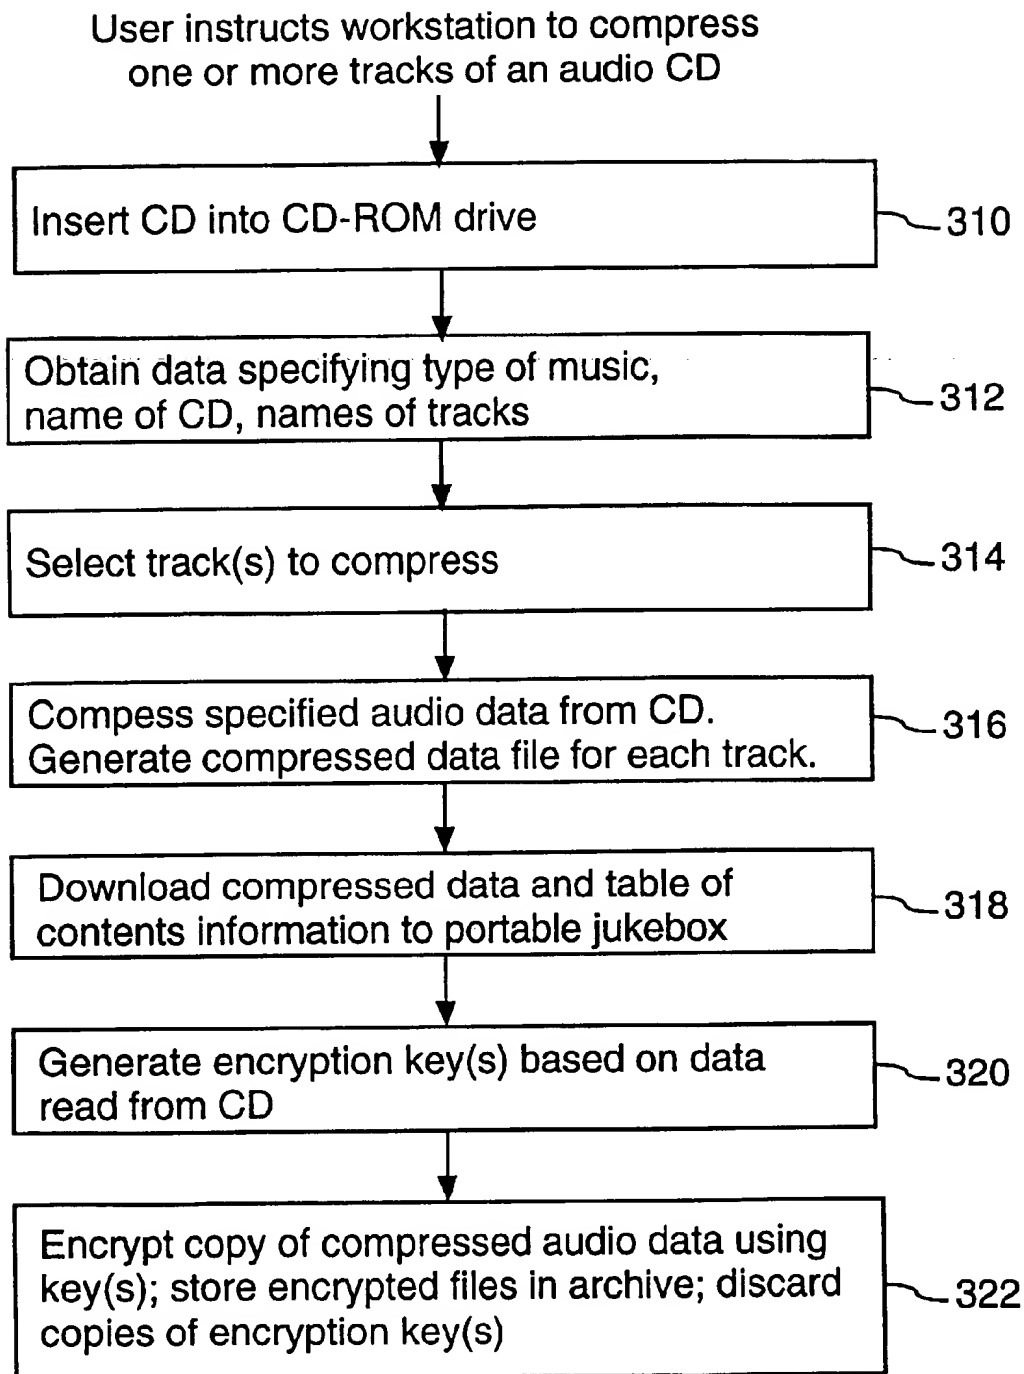 User instructs workstation to compress
one or more tracks of an audio CD
Insert CD into CD-ROM drive
310
Obtain data specifying type of music,
name of CD, names of tracks
312
Select track(s) to compress
314
Compess specified audio data from CD.
Generate compressed data file for each track.
316
Download compressed data and table of
contents information to portable jukebox
318
Generate encryption key(s) based on data
read from CD
320
Encrypt copy of compressed audio data using
key(s); store encrypted files in archive; discard
copies of encryption key(s)
322